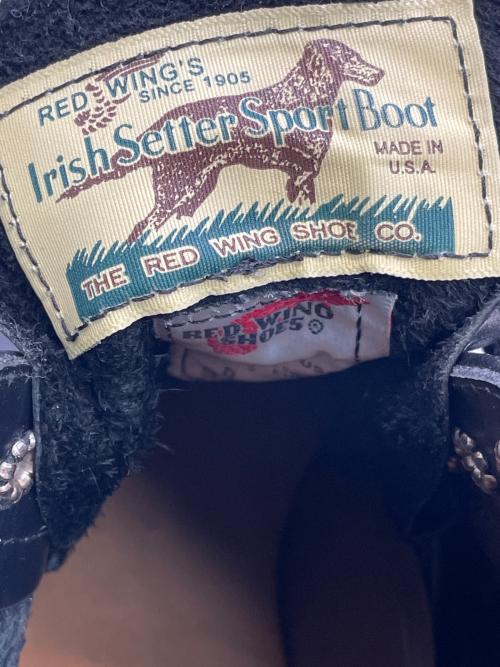 RED WING'S
SINCE 1905
Irish Setter Sport Boot
MADE IN
U.S.A.
THE RED WING SHOE CO.
RED WING
SHOES